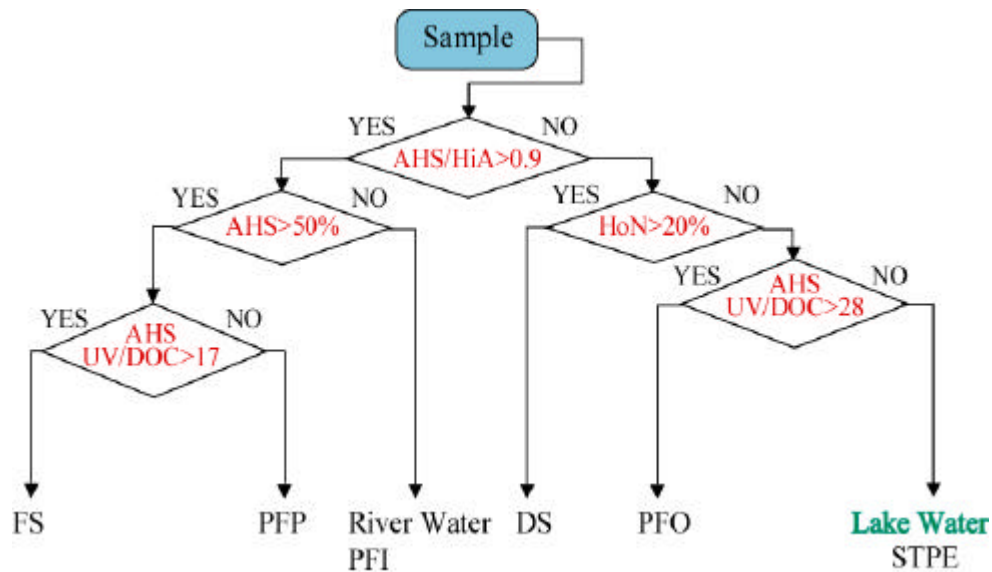 Sample
YES
NO
AHS/HiA>0.9
YES
NO
YES
NO
AHS>50%
HoN>20%
YES
NO
AHS
UV/DOC>28
YES
NO
AHS
UV/DOC>17
FS
PFP
River Water
PFI
DS
PFO
Lake Water
STPE